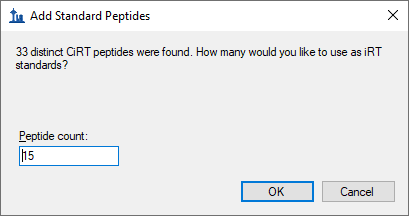 Add Standard Peptides
33 distinct CiRT peptides were found. How many would you like to use as iRT
standards?
Peptide count:
15
OK
Cancel